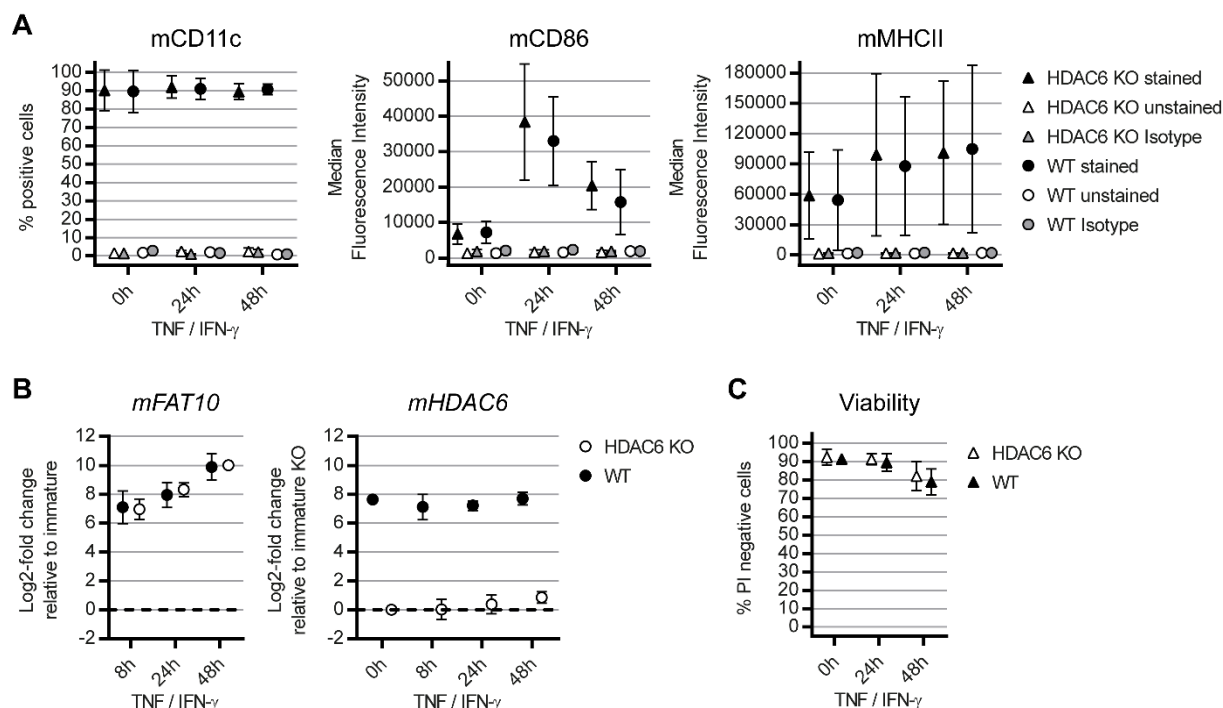 A
mCD11c
mCD86
mMHCII
% positive cells
100
90
80
70
60
50
40
30
20
10
0
0h
24h
48h
TNF / IFN-γ
Median
Fluorescence Intensity
50000
40000
30000
20000
10000
0
0h
24h
48h
TNF / IFN-γ
Median
Fluorescence Intensity
180000
150000
120000
90000
60000
30000
0
0h
24h
48h
TNF / IFN-γ
HDAC6 KO stained
HDAC6 KO unstained
HDAC6 KO Isotype
WT stained
WT unstained
WT Isotype
B
mFAT10
Log2-fold change
relative to immature
12
10
8
6
4
2
0
-2
8h
24h
48h
TNF / IFN-γ
mHDAC6
Log2-fold change
relative to immature KO
12
10
8
6
4
2
0
-2
0h
8h
24h
48h
TNF / IFN-γ
HDAC6 KO
WT
C
Viability
% PI negative cells
100
90
80
70
60
50
40
30
20
10
0
0h
24h
48h
TNF / IFN-γ
HDAC6 KO
WT